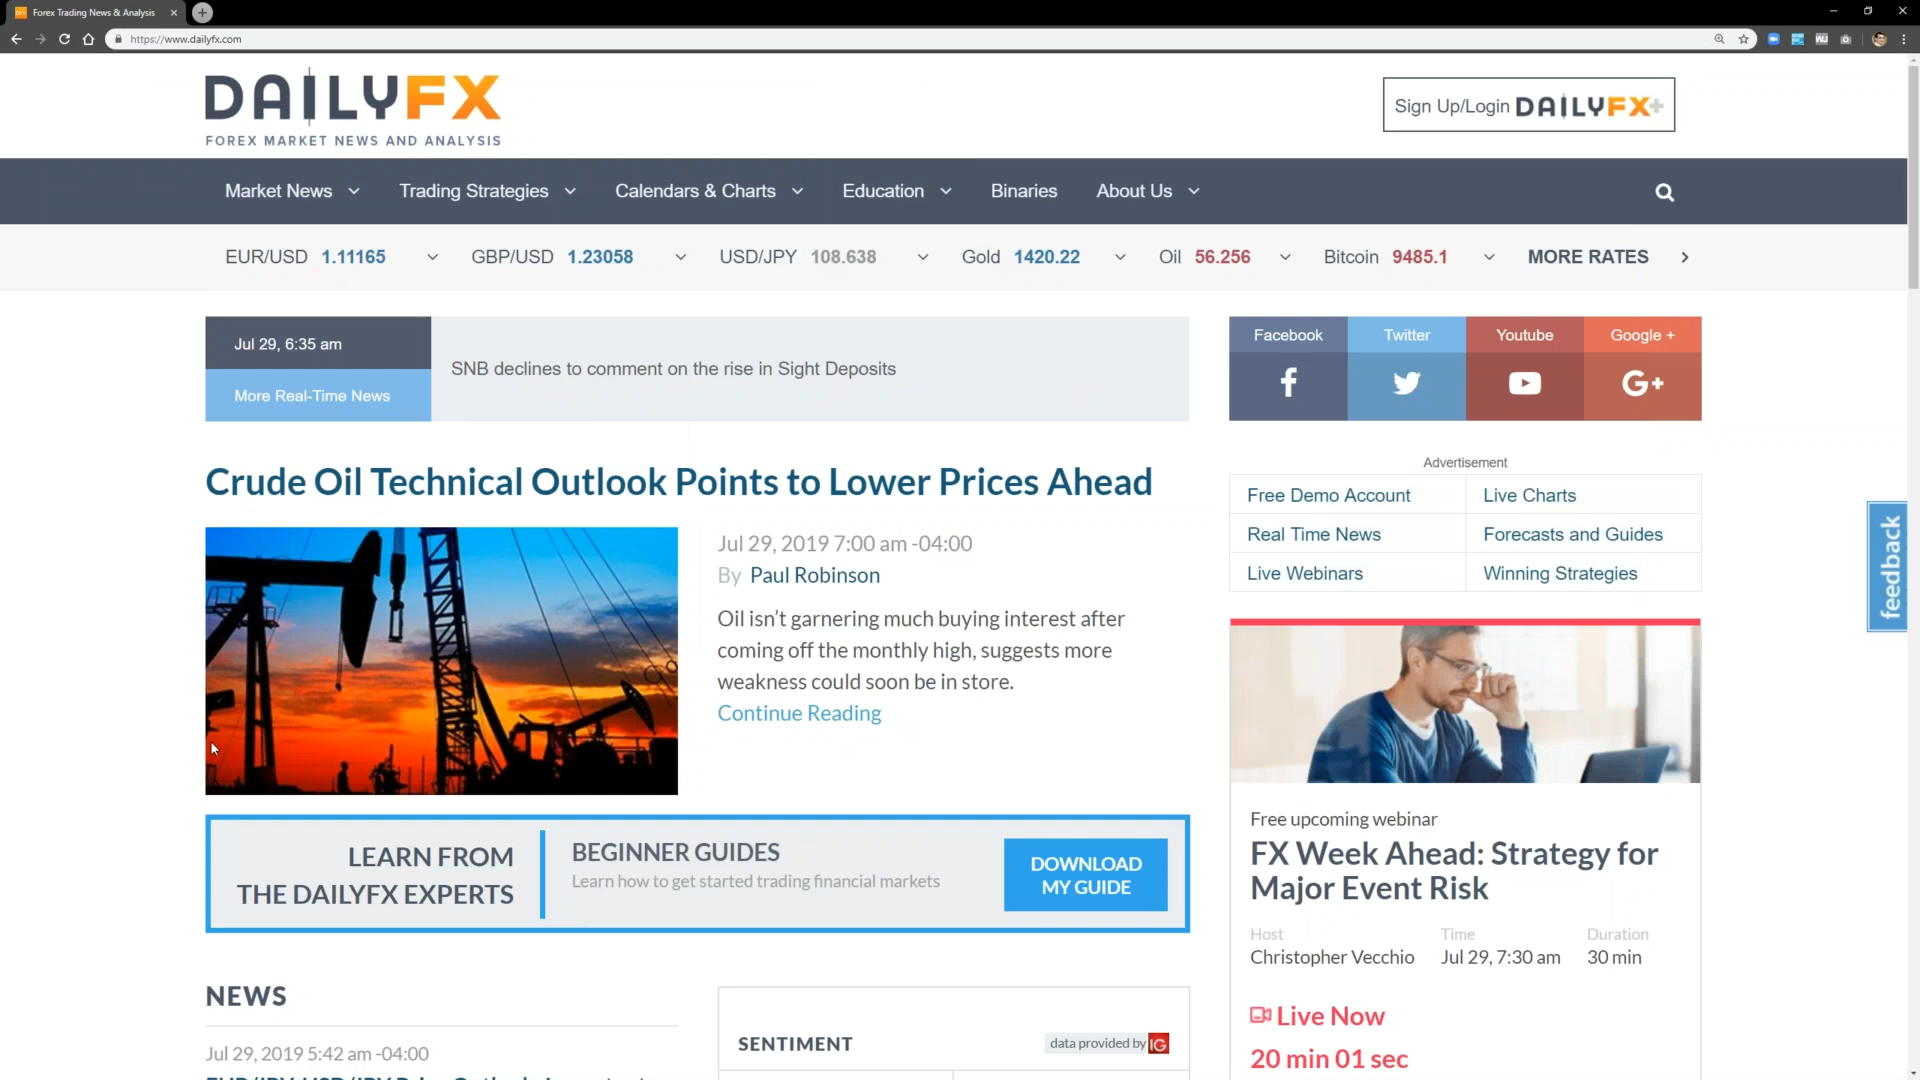 Forex Trading News & Analysis
https://www.dailyfx.com
DAILYFX
FOREX MARKET NEWS AND ANALYSIS
Sign Up/Login DAILYFX+
Market News
Trading Strategies
Calendars & Charts
Education
Binaries
About Us
EUR/USD 1.11165
GBP/USD 1.23058
USD/JPY 108.638
Gold 1420.22
Oil 56.256
Bitcoin 9485.1
MORE RATES
Jul 29, 6:35 am
More Real-Time News
SNB declines to comment on the rise in Sight Deposits
Facebook
Twitter
Youtube
Google +
Crude Oil Technical Outlook Points to Lower Prices Ahead
Jul 29, 2019 7:00 am -04:00
By Paul Robinson
Oil isn't garnering much buying interest after
coming off the monthly high, suggests more
weakness could soon be in store.
Continue Reading
Advertisement
Free Demo Account
Live Charts
Real Time News
Forecasts and Guides
Live Webinars
Winning Strategies
feedback
LEARN FROM
THE DAILYFX EXPERTS
BEGINNER GUIDES
Learn how to get started trading financial markets
DOWNLOAD
MY GUIDE
Free upcoming webinar
FX Week Ahead: Strategy for
Major Event Risk
Host
Christopher Vecchio
Time
Jul 29, 7:30 am
Duration
30 min
Live Now
20 min 01 sec
NEWS
Jul 29, 2019 5:42 am -04:00
SENTIMENT
data provided by IG